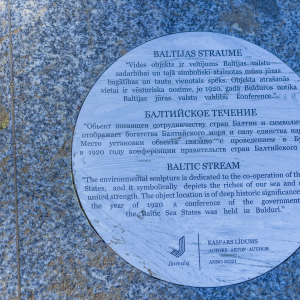 BALTIJAS STRAUME
"Vides objekts ir veltījums Baltijas valstu
sadarbībai un tajā simboliski atainotas mūsu jūras
bagātības un tautu vienotais spēks. Objekta atrašanās
vietai ir vēsturiska nozīme, jo 1920. gadā Bulduros notika
Baltijas jūras valstu valdību Konference".
БАЛТИЙСКОЕ ТЕЧЕНИЕ
"Объект посвящен сотрудничеству стран Балтии и символич
отображает богатства Балтийского моря и силу единства нар
Место установки объекта связано с проведением в Бу
в 1920 году конференции правительств стран Балтийского
BALTIC STREAM
"The environmental sculpture is dedicated to the co-operation of the
States, and it symbolically depicts the riches of our sea and
united strength. The object location is of deep historic significance
the year of 1920 a conference of the government
the Baltic Sea States was held in Bulduri."
Jūrmala
KASPARS LĪDUMS
ANNO 2021